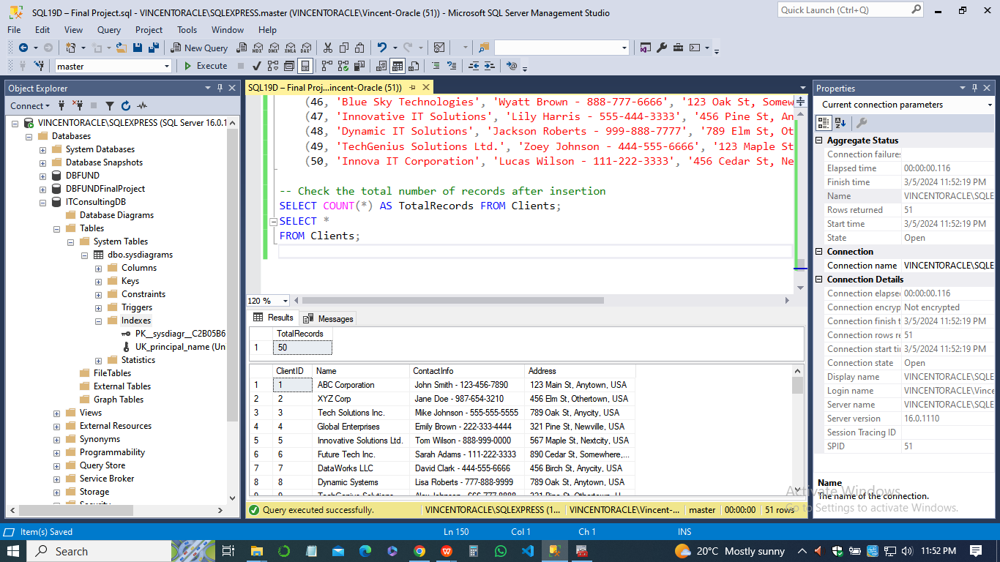 SQL19D – Final Project.sql - VINCENTORACLE\SQLEXPRESS.master (VINCENTORACLE\Vincent-Oracle (51)) - Microsoft SQL Server Management Studio
Quick Launch (Ctrl+Q)
File Edit View Query Project Tools Window Help
New Query MDX DMX XMLA DAX
master Execute
Object Explorer
Connect
VINCENTORACLE\SQLEXPRESS (SQL Server 16.0.1
Databases
System Databases
Database Snapshots
DBFUND
DBFUNDFinalProject
ITConsultingDB
Database Diagrams
Tables
System Tables
dbo.sysdiagrams
Columns
Keys
Constraints
Triggers
Indexes
PK__sysdiagr__C2B05B6
UK_principal_name (Un
Statistics
FileTables
External Tables
Graph Tables
Views
External Resources
Synonyms
Programmability
Query Store
Service Broker
Storage
Security
SQL19D – Final Proj...incent-Oracle (51))
(46, 'Blue Sky Technologies', 'Wyatt Brown - 888-777-6666', '123 Oak St, Somew
(47, 'Innovative IT Solutions', 'Lily Harris - 555-444-3333', '456 Pine St, An
(48, 'Dynamic IT Solutions', 'Jackson Roberts - 999-888-7777', '789 Elm St, Ot
(49, 'TechGenius Solutions Ltd.', 'Zoey Johnson - 444-555-6666', '123 Maple St
(50, 'Innova IT Corporation', 'Lucas Wilson - 111-222-3333', '456 Cedar St, Ne
-- Check the total number of records after insertion
SELECT COUNT(*) AS TotalRecords FROM Clients;
SELECT *
FROM Clients;
120 %
Results Messages
TotalRecords
1 50
ClientID Name ContactInfo Address
1 1 ABC Corporation John Smith - 123-456-7890 123 Main St, Anytown, USA
2 2 XYZ Corp Jane Doe - 987-654-3210 456 Elm St, Othertown, USA
3 3 Tech Solutions Inc. Mike Johnson - 555-555-5555 789 Oak St, Anycity, USA
4 4 Global Enterprises Emily Brown - 222-333-4444 321 Pine St, Newville, USA
5 5 Innovative Solutions Ltd. Tom Wilson - 888-999-0000 567 Maple St, Nextcity, USA
6 6 Future Tech Inc. Sarah Adams - 111-222-3333 890 Cedar St, Somewhere,...
7 7 DataWorks LLC David Clark - 444-555-6666 456 Birch St, Anycity, USA
8 8 Dynamic Systems Lisa Roberts - 777-888-9999 789 Oak St, Anytown, USA
Query executed successfully. VINCENTORACLE\SQLEXPRESS (1... VINCENTORACLE\Vincent-... master 00:00:00 51 rows
Properties
Current connection parameters
Aggregate Status
Connection failures
Elapsed time 00:00:00.116
Finish time 3/5/2024 11:52:19 PM
Name VINCENTORACLE\SQLE
Rows returned 51
Start time 3/5/2024 11:52:19 PM
State Open
Connection
Connection name VINCENTORACLE\SQLE
Connection Details
Connection elapse 00:00:00.116
Connection encryp Not encrypted
Connection finish t 3/5/2024 11:52:19 PM
Connection rows re 51
Connection start ti 3/5/2024 11:52:19 PM
Connection state Open
Display name VINCENTORACLE\SQLE
Login name VINCENTORACLE\Vince
Server name VINCENTORACLE\SQLE
Server version 16.0.1110
Session Tracing ID
SPID 51
Name
The name of the connection.
Activate Windows
Go to Settings to activate Windows.
Item(s) Saved Ln 150 Col 1 Ch 1 INS
Search 20°C Mostly sunny 11:52 PM